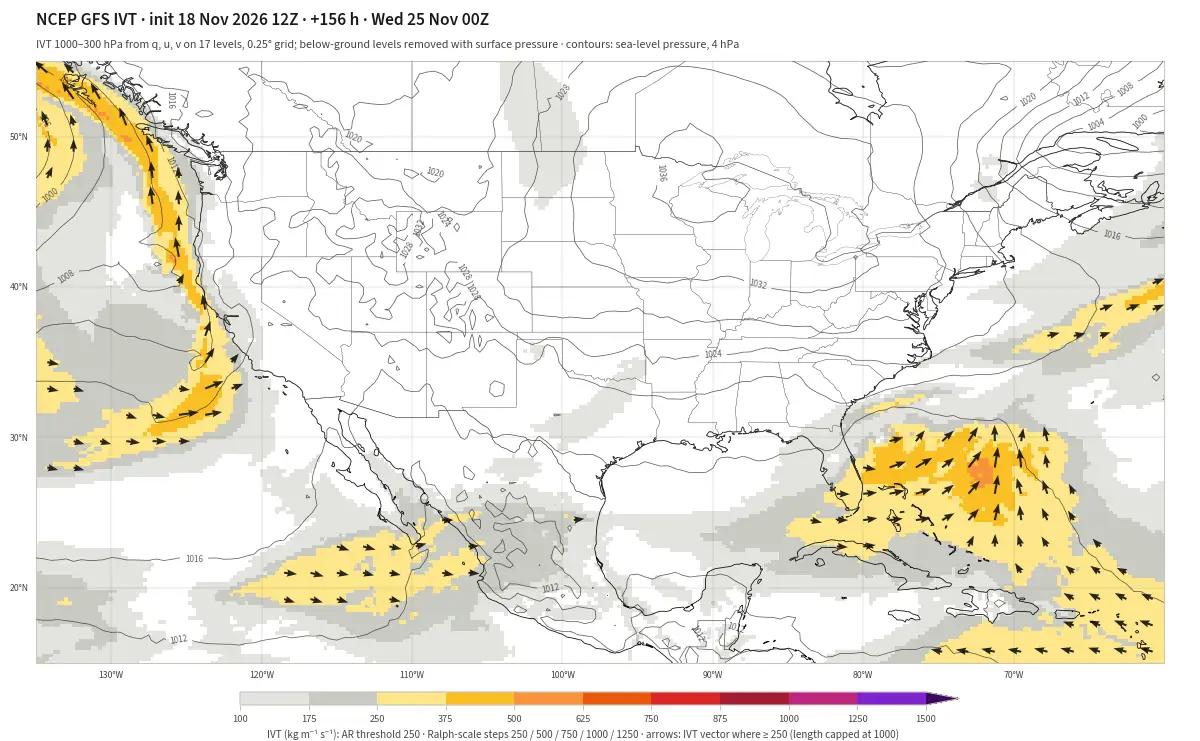 NCEP GFS IVT · init 18 Nov 2026 12Z · +156 h · Wed 25 Nov 00Z
IVT 1000–300 hPa from q, u, v on 17 levels, 0.25° grid; below-ground levels removed with surface pressure · contours: sea-level pressure, 4 hPa
1016
1028
1020
1012
1008
1004
1000
50°N
1020
1020
1036
1000
1024
1028
1016
1008
1028
1028
1032
40°N
1024
30°N
1016
20°N
1012
1012
130°W
120°W
110°W
100°W
90°W
80°W
70°W
100
175
250
375
500
625
750
875
1000
1250
1500
IVT (kg m⁻¹ s⁻¹): AR threshold 250 · Ralph-scale steps 250 / 500 / 750 / 1000 / 1250 · arrows: IVT vector where ≥ 250 (length capped at 1000)